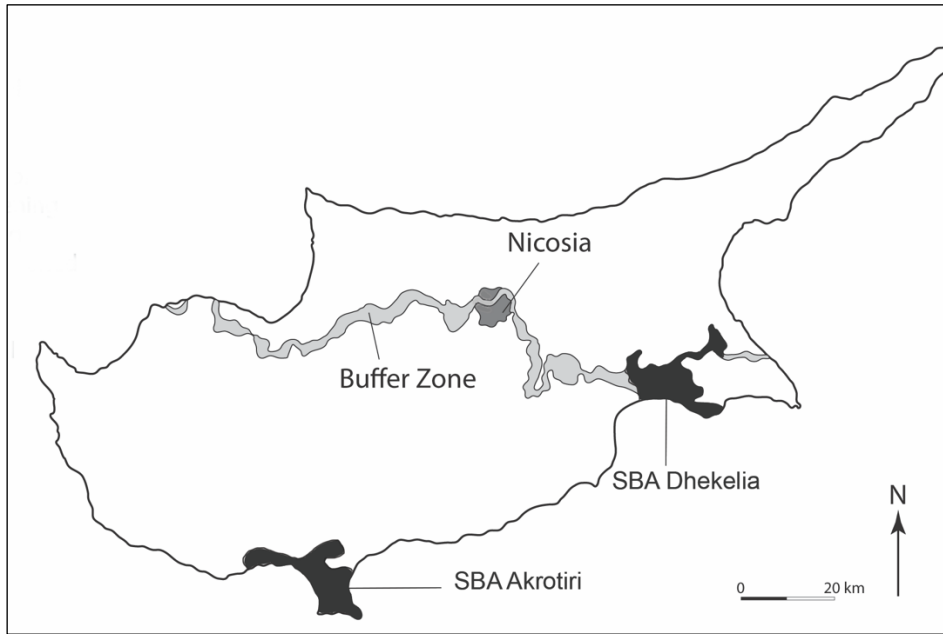 Nicosia
Buffer Zone
SBA Dhekelia
N
SBA Akrotiri
0 20 km